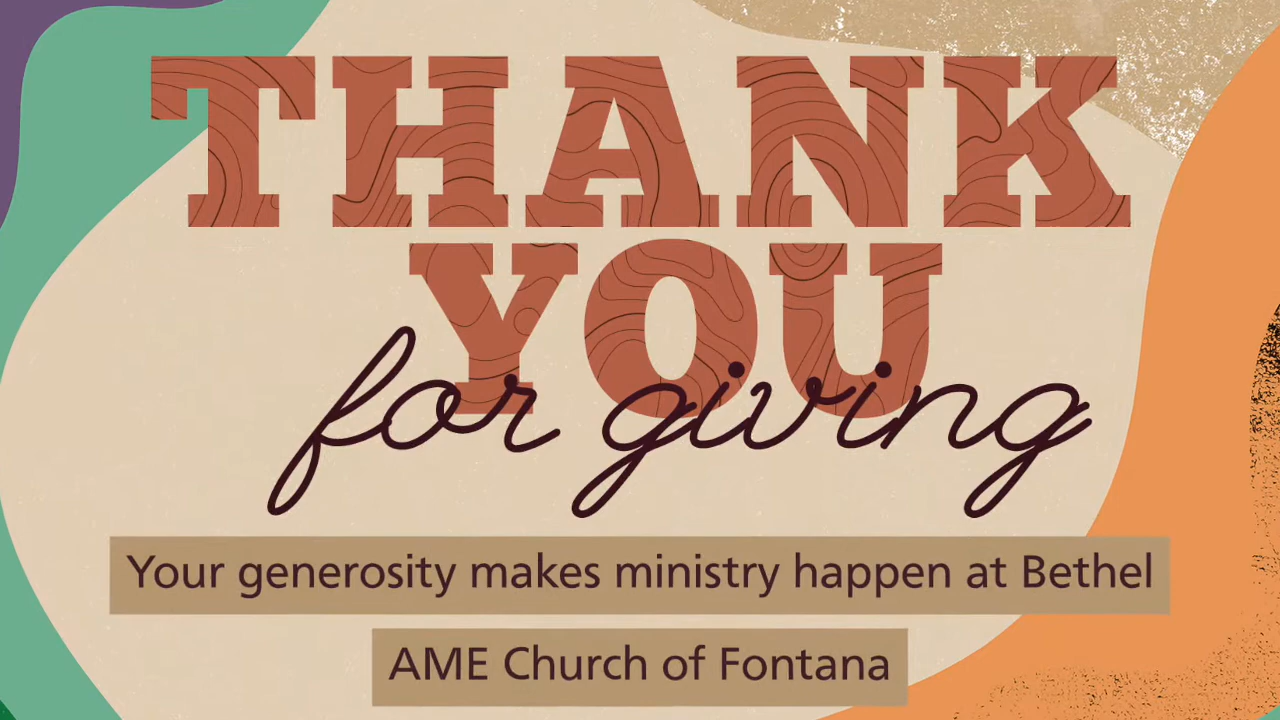 THANK
YOU
for giving
Your generosity makes ministry happen at Bethel
AME Church of Fontana